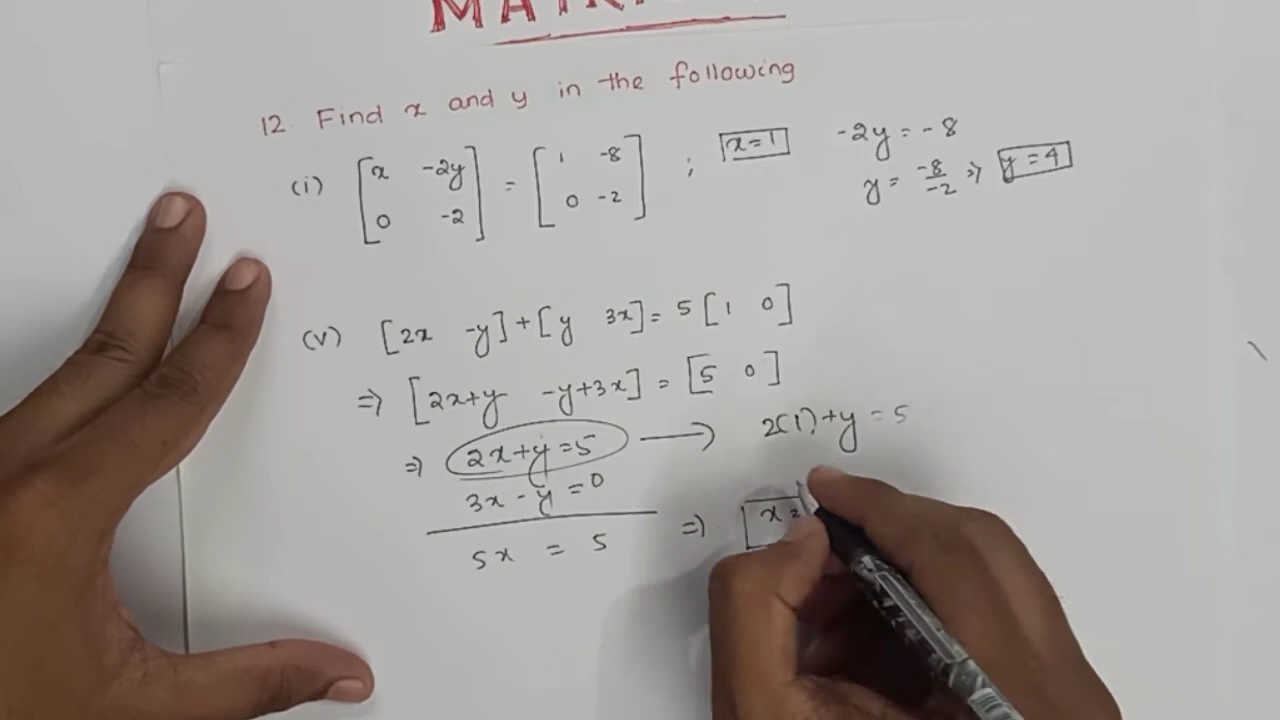 12. Find x and y in the following
(i) [x -2y 0 -2] = [1 -8 0 -2] ; x=1 -2y = -8
y = -8/-2 ⇒ y = 4
(v) [2x -y] + [y 3x] = 5 [1 0]
⇒ [2x+y -y+3x] = [5 0]
⇒ 2x+y=5 ⟶ 2(1)+y = 5
3x - y = 0
5x = 5 ⇒ x =